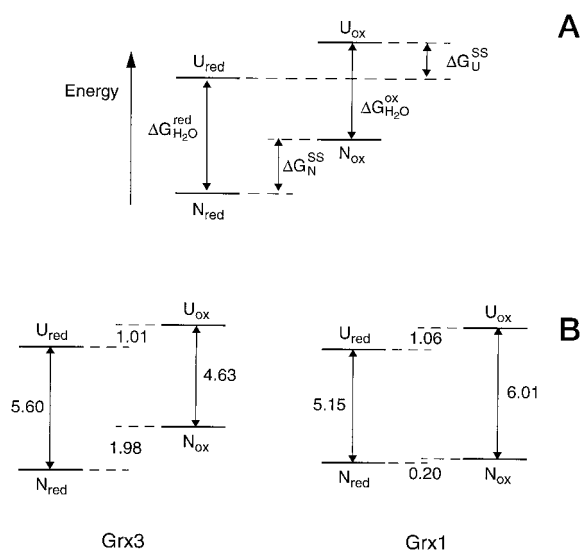 A
U_ox
U_red
ΔG_U^SS
Energy
ΔG_H₂O^red
ΔG_H₂O^ox
ΔG_N^SS
N_ox
N_red
B
U_ox
U_red
1.01
5.60
4.63
1.98
N_ox
N_red
Grx3
U_ox
U_red
1.06
5.15
6.01
0.20
N_ox
N_red
Grx1